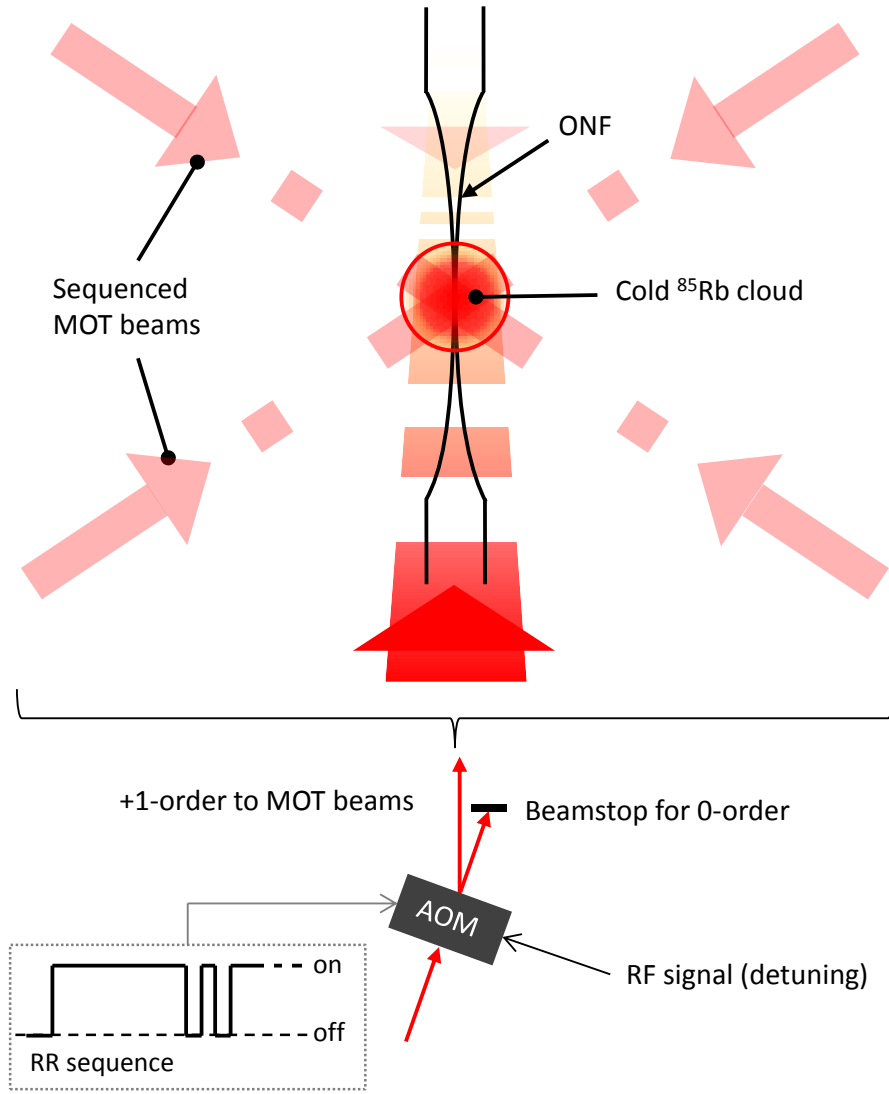 ONF
Sequenced
MOT beams
Cold ⁸⁵Rb cloud
+1-order to MOT beams
Beamstop for 0-order
AOM
RF signal (detuning)
on
off
RR sequence